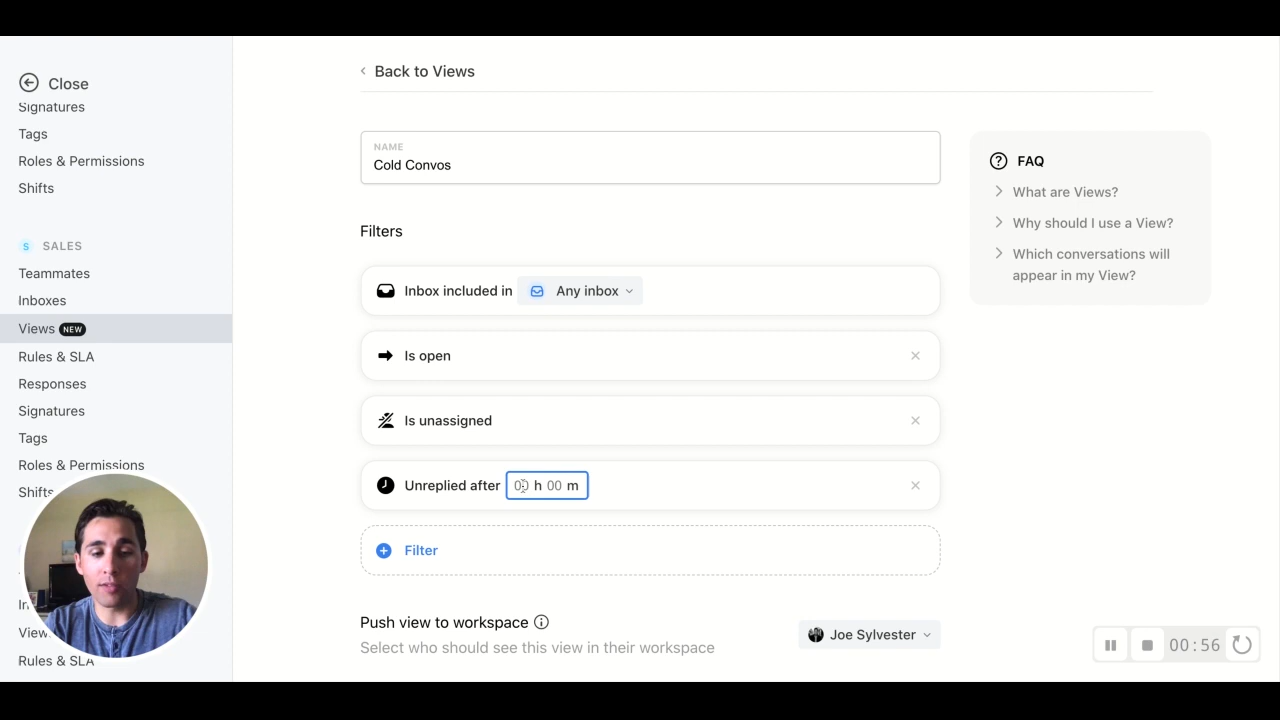 Close
Signatures
Tags
Roles & Permissions
Shifts
S SALES
Teammates
Inboxes
Views NEW
Rules & SLA
Responses
Signatures
Tags
Roles & Permissions
Shifts
In
View
Rules & SLA
Back to Views
NAME
Cold Convos
Filters
Inbox included in Any inbox
Is open
Is unassigned
Unreplied after 00 h 00 m
Filter
Push view to workspace
Select who should see this view in their workspace
Joe Sylvester
? FAQ
What are Views?
Why should I use a View?
Which conversations will
appear in my View?
00:56